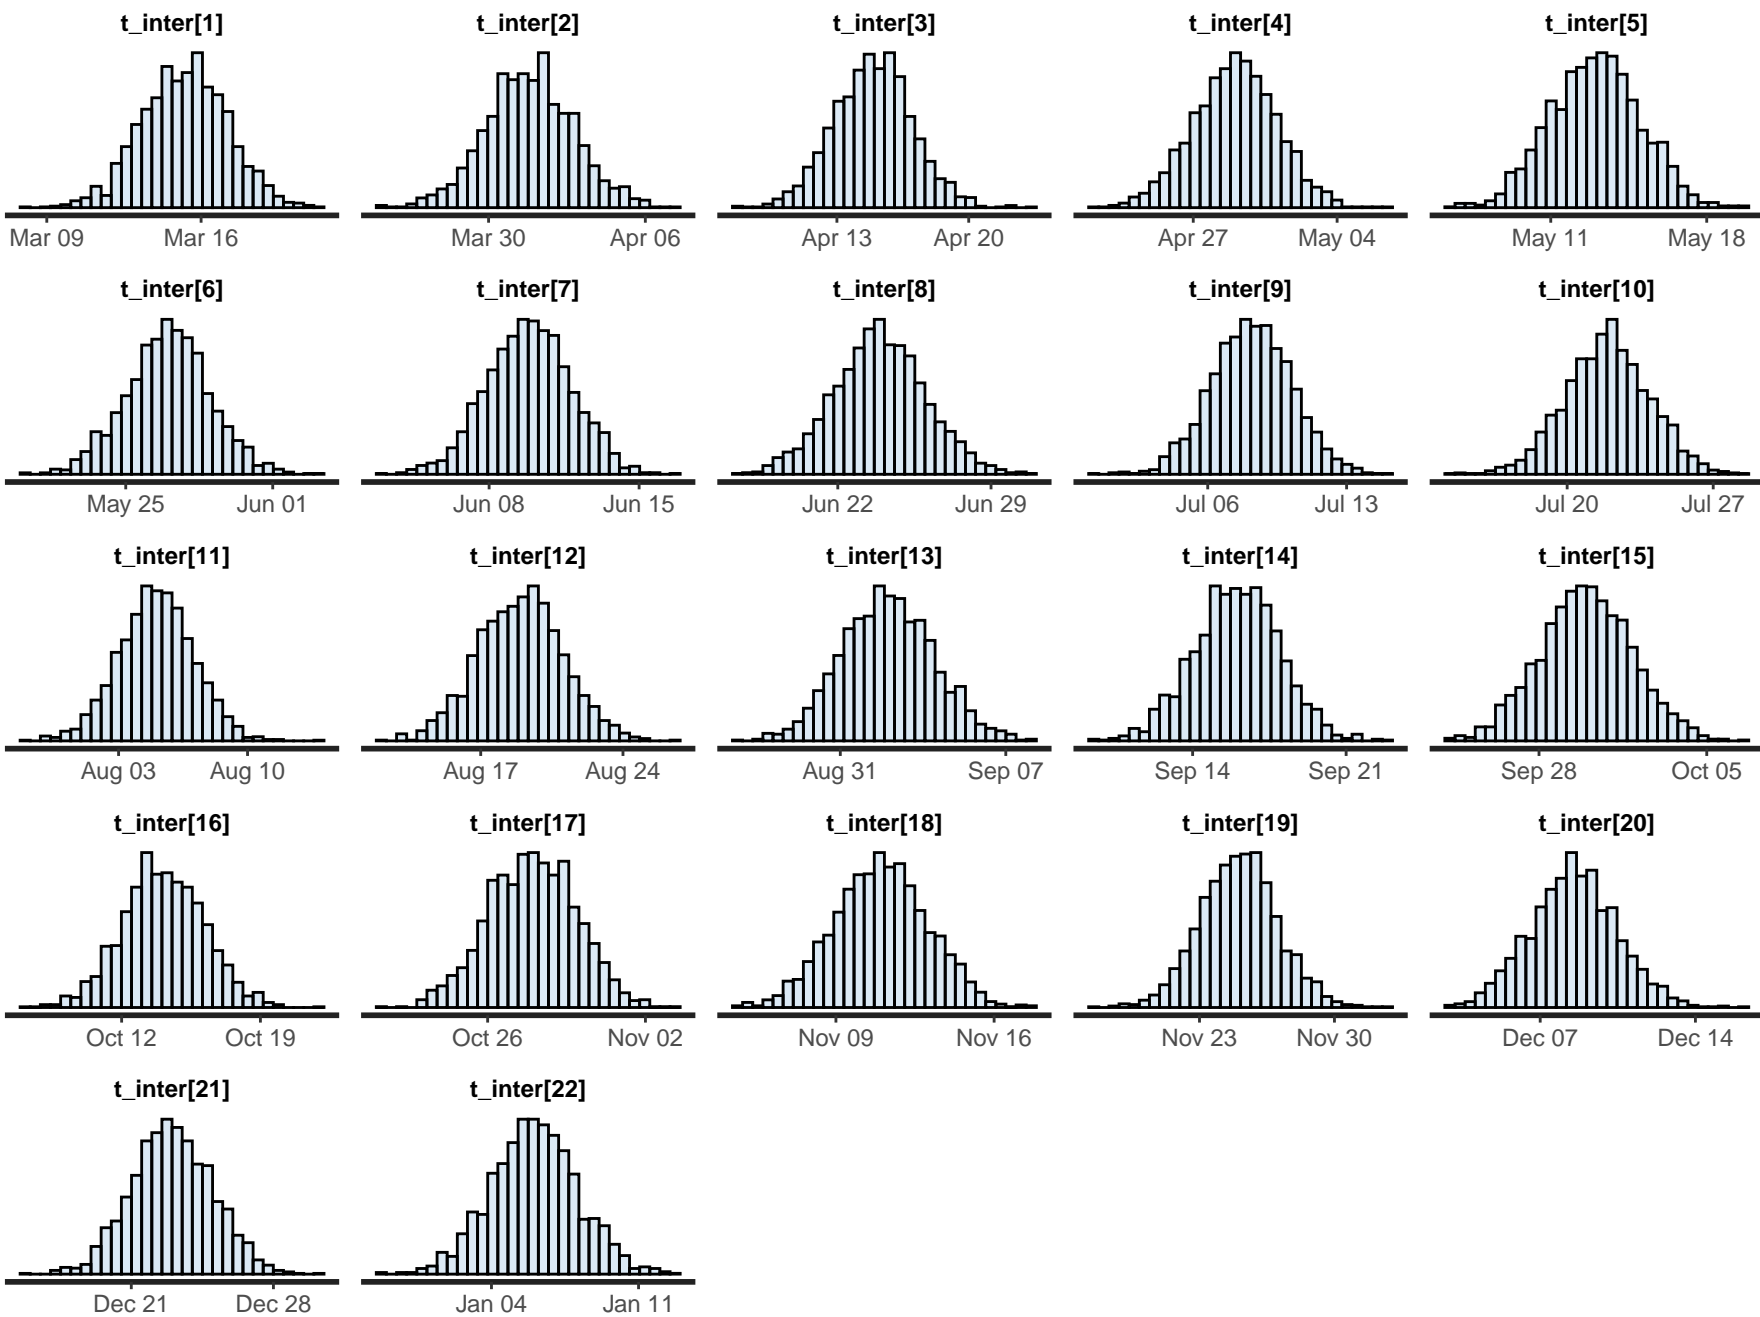 t_inter[1] t_inter[2] t_inter[3] t_inter[4] t_inter[5]
Mar 09 Mar 16 Mar 30 Apr 06 Apr 13 Apr 20 Apr 27 May 04 May 11 May 18
t_inter[6] t_inter[7] t_inter[8] t_inter[9] t_inter[10]
May 25 Jun 01 Jun 08 Jun 15 Jun 22 Jun 29 Jul 06 Jul 13 Jul 20 Jul 27
t_inter[11] t_inter[12] t_inter[13] t_inter[14] t_inter[15]
Aug 03 Aug 10 Aug 17 Aug 24 Aug 31 Sep 07 Sep 14 Sep 21 Sep 28 Oct 05
t_inter[16] t_inter[17] t_inter[18] t_inter[19] t_inter[20]
Oct 12 Oct 19 Oct 26 Nov 02 Nov 09 Nov 16 Nov 23 Nov 30 Dec 07 Dec 14
t_inter[21] t_inter[22]
Dec 21 Dec 28 Jan 04 Jan 11